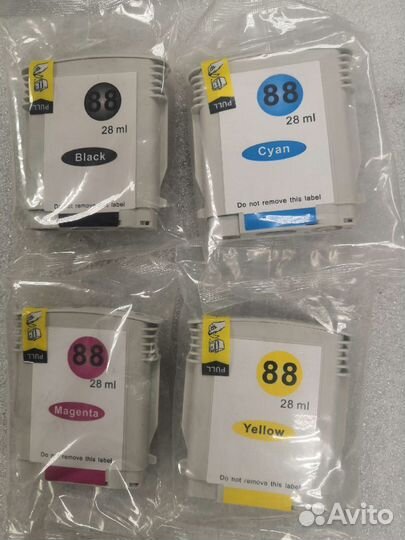 PULL
88
28 ml
Black
Do not remove this label
PULL
88
28 ml
Cyan
Do not remove this label
PULL
88
28 ml
Magenta
Do not remove this label
PULL
88
28 ml
Yellow
Do not remove this label
Avito